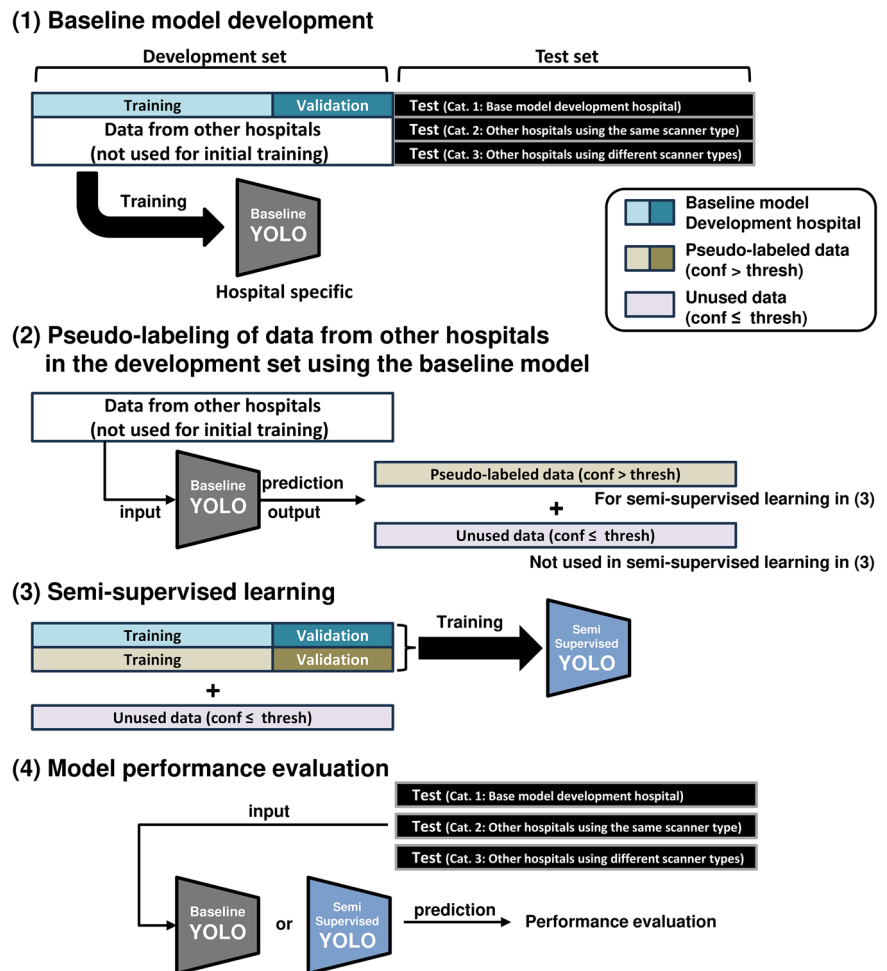 (1) Baseline model development
Development set
Test set
Training
Validation
Test (Cat. 1: Base model development hospital)
Data from other hospitals
(not used for initial training)
Test (Cat. 2: Other hospitals using the same scanner type)
Test (Cat. 3: Other hospitals using different scanner types)
Training
Baseline
YOLO
Hospital specific
Baseline model
Development hospital
Pseudo-labeled data
(conf > thresh)
Unused data
(conf ≤ thresh)
(2) Pseudo-labeling of data from other hospitals
in the development set using the baseline model
Data from other hospitals
(not used for initial training)
input
Baseline
YOLO
prediction
output
Pseudo-labeled data (conf > thresh)
For semi-supervised learning in (3)
+
Unused data (conf ≤ thresh)
Not used in semi-supervised learning in (3)
(3) Semi-supervised learning
Training
Validation
Training
Validation
+
Unused data (conf ≤ thresh)
Training
Semi
Supervised
YOLO
(4) Model performance evaluation
Test (Cat. 1: Base model development hospital)
Test (Cat. 2: Other hospitals using the same scanner type)
Test (Cat. 3: Other hospitals using different scanner types)
input
Baseline
YOLO
or
Semi
Supervised
YOLO
prediction
Performance evaluation